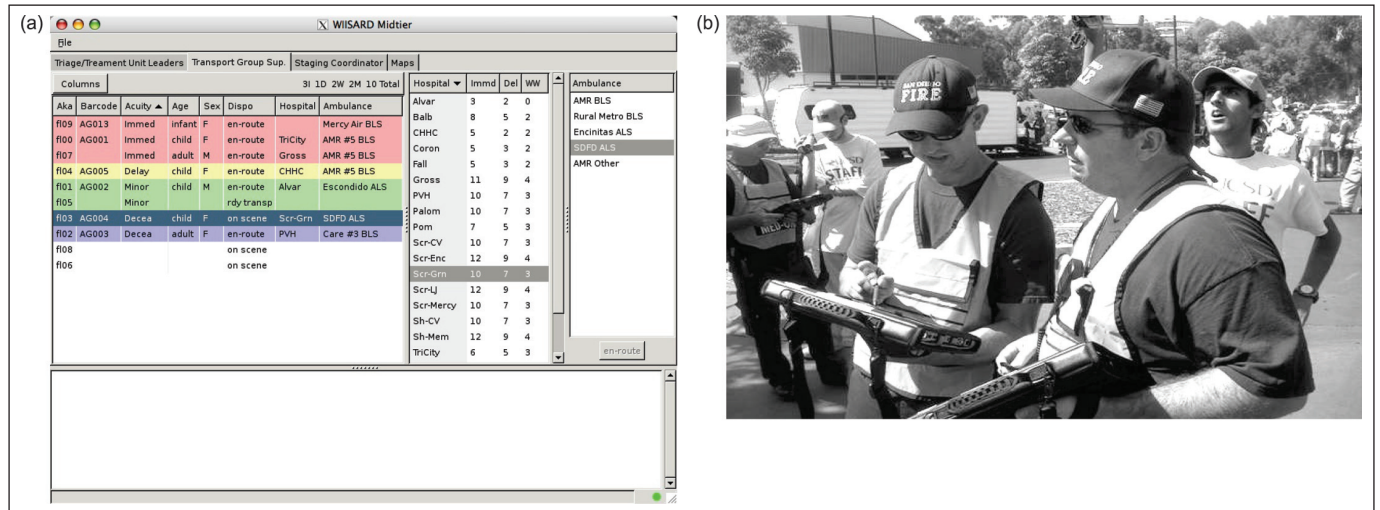 (a)
WIISARD Midtier
File
Triage/Treament Unit Leaders Transport Group Sup. Staging Coordinator Maps
Columns 3I 1D 2W 2M 10 Total
Aka Barcode Acuity Age Sex Dispo Hospital Ambulance
fl09 AG013 Immed infant F en-route Mercy Air BLS
fl00 AG001 Immed child F en-route TriCity AMR #5 BLS
fl07 Immed adult M en-route Gross AMR #5 BLS
fl04 AG005 Delay child F en-route CHHC AMR #5 BLS
fl01 AG002 Minor child M en-route Alvar Escondido ALS
fl05 Minor rdy transp
fl03 AG004 Decea child F on scene Scr-Grn SDFD ALS
fl02 AG003 Decea adult F en-route PVH Care #3 BLS
fl08 on scene
fl06 on scene
Hospital Immd Del WW
Alvar 3 2 0
Balb 8 5 2
CHHC 5 2 2
Coron 5 3 2
Fall 5 3 2
Gross 11 9 4
PVH 10 7 3
Palom 10 7 3
Pom 7 5 3
Scr-CV 10 7 3
Scr-Enc 12 9 4
Scr-Grn 10 7 3
Scr-LJ 12 9 4
Scr-Mercy 10 7 3
Sh-CV 10 7 3
Sh-Mem 12 9 4
TriCity 6 5 3
Ambulance
AMR BLS
Rural Metro BLS
Encinitas ALS
SDFD ALS
AMR Other
en-route
(b)
SAN DIEGO
FIRE
STAFF
UCSD